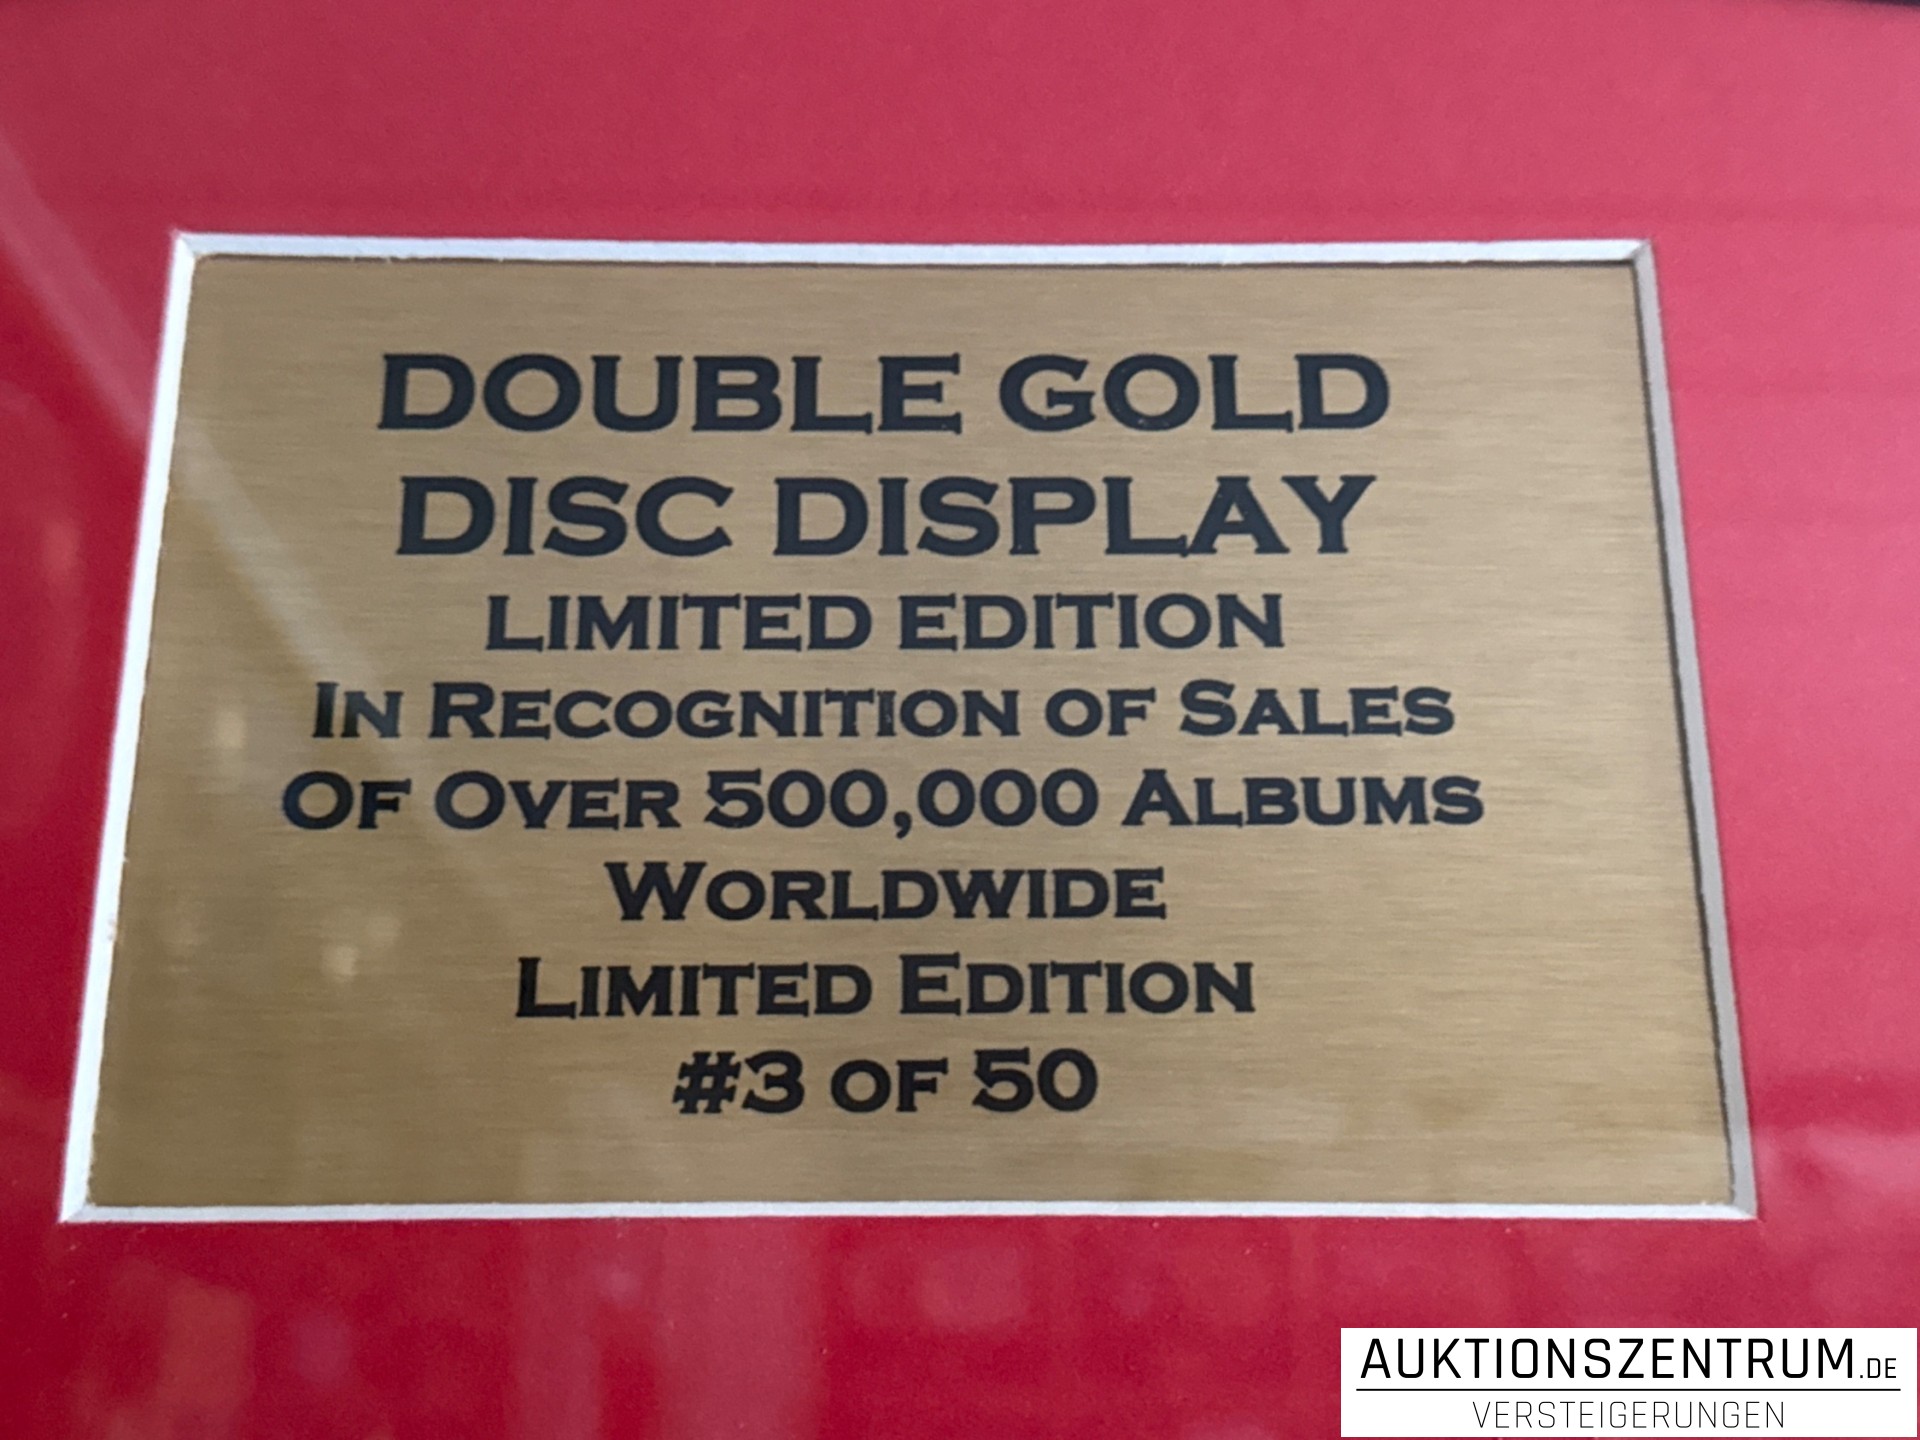 DOUBLE GOLD
DISC DISPLAY
LIMITED EDITION
IN RECOGNITION OF SALES
OF OVER 500,000 ALBUMS
WORLDWIDE
LIMITED EDITION
#3 OF 50
AUKTIONSZENTRUM.DE
VERSTEIGERUNGEN